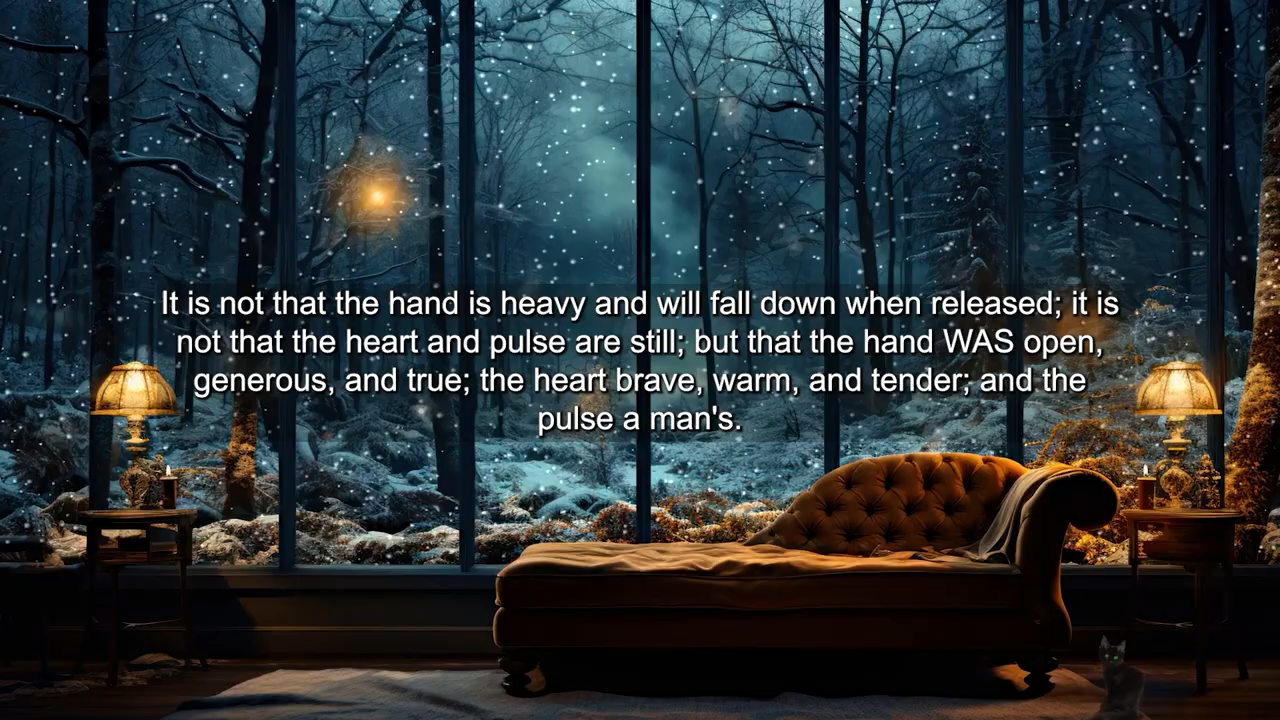 It is not that the hand is heavy and will fall down when released; it is
not that the heart and pulse are still; but that the hand WAS open,
generous, and true; the heart brave, warm, and tender; and the
pulse a man's.